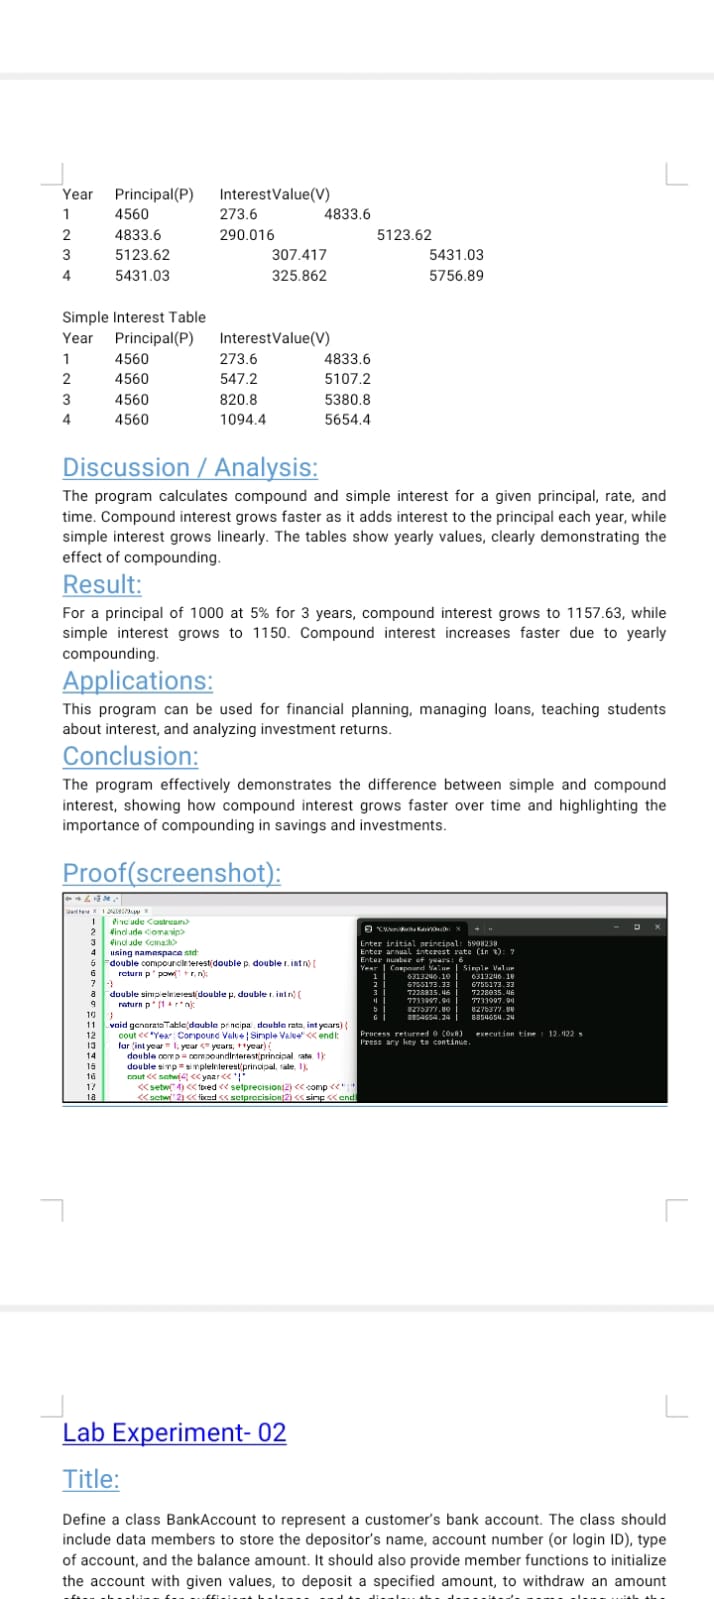 Year Principal(P) InterestValue(V)
1 4560 273.6 4833.6
2 4833.6 290.016 5123.62
3 5123.62 307.417 5431.03
4 5431.03 325.862 5756.89
Simple Interest Table
Year Principal(P) InterestValue(V)
1 4560 273.6 4833.6
2 4560 547.2 5107.2
3 4560 820.8 5380.8
4 4560 1094.4 5654.4
Discussion / Analysis:
The program calculates compound and simple interest for a given principal, rate, and
time. Compound interest grows faster as it adds interest to the principal each year, while
simple interest grows linearly. The tables show yearly values, clearly demonstrating the
effect of compounding.
Result:
For a principal of 1000 at 5% for 3 years, compound interest grows to 1157.63, while
simple interest grows to 1150. Compound interest increases faster due to yearly
compounding.
Applications:
This program can be used for financial planning, managing loans, teaching students
about interest, and analyzing investment returns.
Conclusion:
The program effectively demonstrates the difference between simple and compound
interest, showing how compound interest grows faster over time and highlighting the
importance of compounding in savings and investments.
Proof(screenshot):
1 #include <iostream>
2 #include <iomanip>
3 #include <cmath>
4 using namespace std;
5 double compoundInterest(double p, double r, int n) {
6 return p * pow(1 + r, n);
7 }
8 double simpleInterest(double p, double r, int n) {
9 return p * (1 + r * n);
10 }
11 void generateTable(double principal, double rate, int years) {
12 cout << "Year | Compound Value | Simple Value" << endl;
13 for (int year = 1; year <= years; ++year) {
14 double comp = compoundInterest(principal, rate, 1);
15 double simp = simpleInterest(principal, rate, 1);
16 cout << setw(4) << year << "|"
17 << fixed << setprecision(2) << comp << "|"
18 << fixed << setprecision(2) << simp << endl
Enter initial principal: 5900230
Enter annual interest rate (in %): 7
Enter number of years: 6
Year | Compound Value | Simple Value
1 | 6313246.10 | 6313246.10
2 | 6755173.33 | 6755173.33
3 | 7228035.46 | 7228035.46
4 | 7733997.94 | 7733997.94
5 | 8275377.80 | 8275377.80
6 | 8854654.24 | 8854654.24
Process returned 0 (0x0) execution time : 12.922 s
Press any key to continue.
Lab Experiment- 02
Title:
Define a class BankAccount to represent a customer's bank account. The class should
include data members to store the depositor's name, account number (or login ID), type
of account, and the balance amount. It should also provide member functions to initialize
the account with given values, to deposit a specified amount, to withdraw an amount